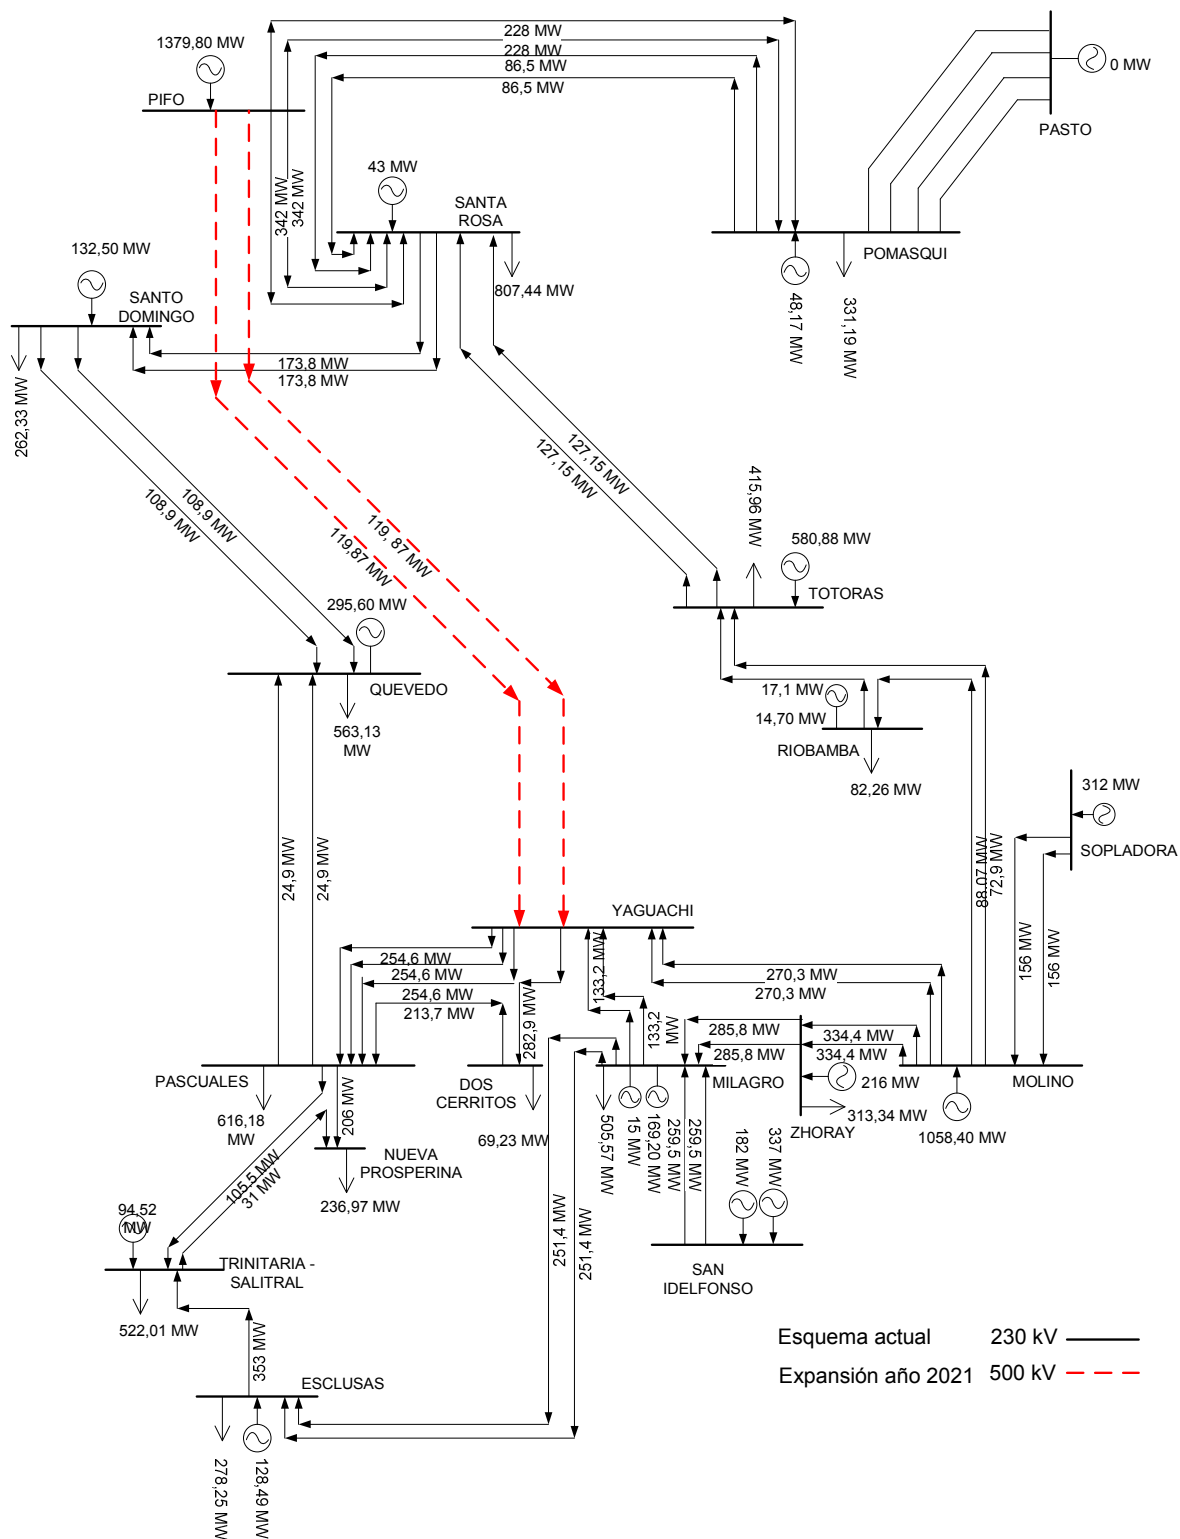 228 MW
228 MW
86,5 MW
86,5 MW
1379,80 MW
PIFO
0 MW
PASTO
342 MW
342 MW
43 MW
SANTA
ROSA
807,44 MW
POMASQUI
48,17 MW
331,19 MW
132,50 MW
SANTO
DOMINGO
262,33 MW
173,8 MW
173,8 MW
127,15 MW
127,15 MW
108,9 MW
108,9 MW
119, 87 MW
119,87 MW
415,96 MW
580,88 MW
TOTORAS
295,60 MW
QUEVEDO
563,13
MW
17,1 MW
14,70 MW
RIOBAMBA
82,26 MW
312 MW
SOPLADORA
24,9 MW
24,9 MW
88,07 MW
72,9 MW
156 MW
156 MW
YAGUACHI
254,6 MW
254,6 MW
254,6 MW
213,7 MW
282,9 MW
133,2 MW
133,2
MW
270,3 MW
270,3 MW
285,8 MW
285,8 MW
334,4 MW
334,4 MW
216 MW
313,34 MW
ZHORAY
MOLINO
1058,40 MW
PASCUALES
616,18
MW
206 MW
DOS
CERRITOS
69,23 MW
MILAGRO
505,57 MW
15 MW
169,20 MW
259,5 MW
259,5 MW
182 MW
337 MW
SAN
IDELFONSO
NUEVA
PROSPERINA
236,97 MW
105,5 MW
31 MW
94,52
MW
TRINITARIA -
SALITRAL
522,01 MW
251,4 MW
251,4 MW
353 MW
ESCLUSAS
278,25 MW
128,49 MW
Esquema actual 230 kV
Expansión año 2021 500 kV